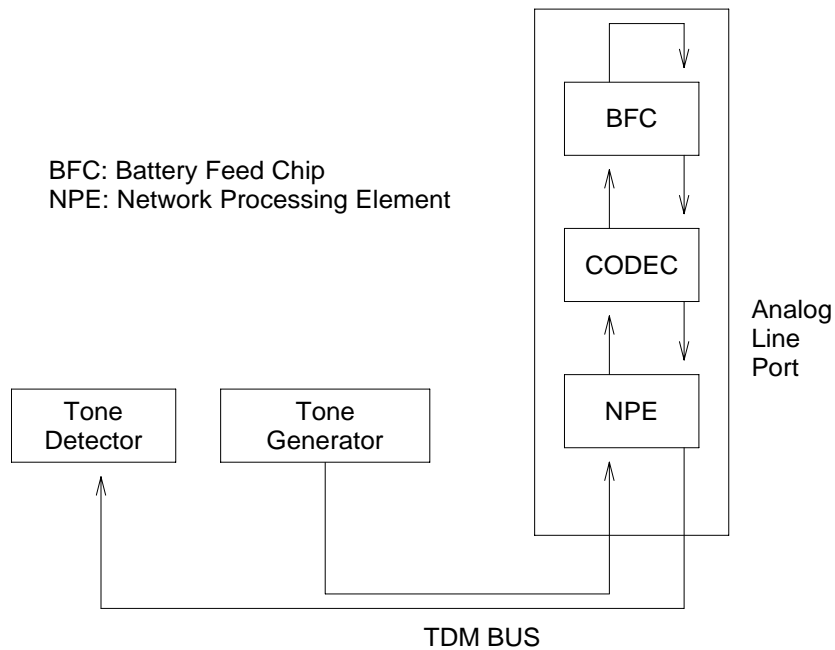 BFC
BFC: Battery Feed Chip
NPE: Network Processing Element
CODEC
Analog
Line
Port
Tone
Detector
Tone
Generator
NPE
TDM BUS